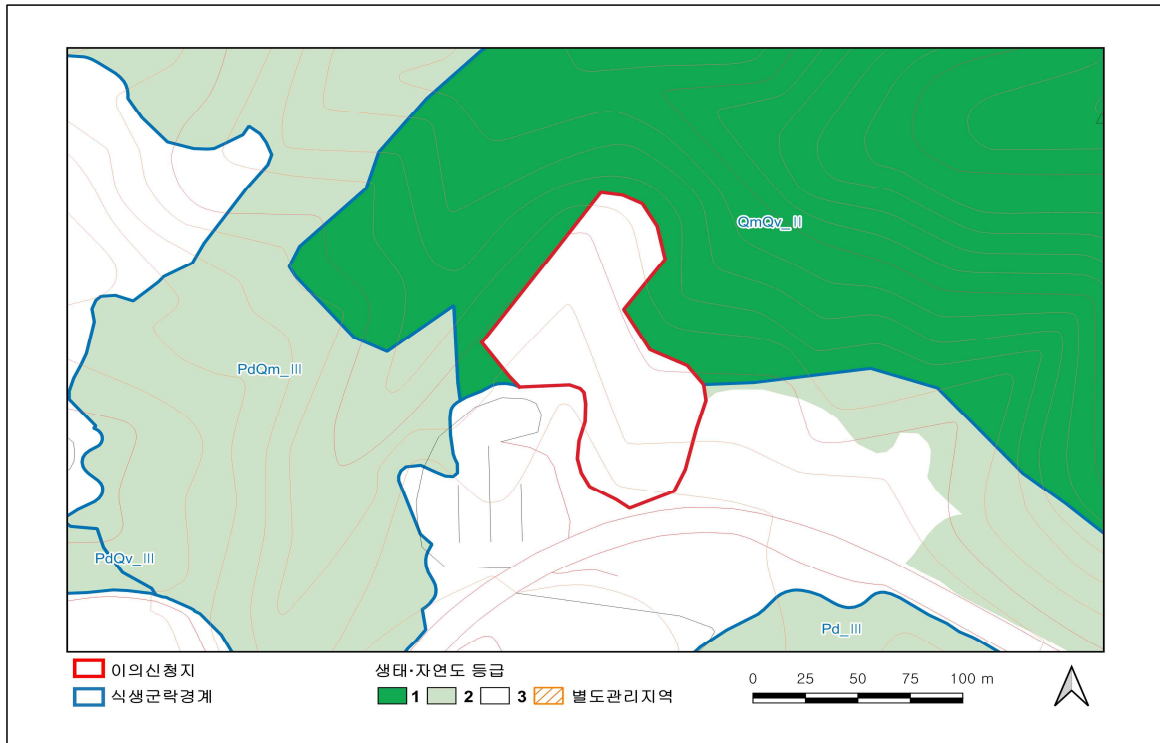 QmQv_II
PdQm_III
PdQv_III
Pd_III
이의신청지
식생군락경계
생태·자연도 등급
1 2 3 별도관리지역
0 25 50 75 100 m